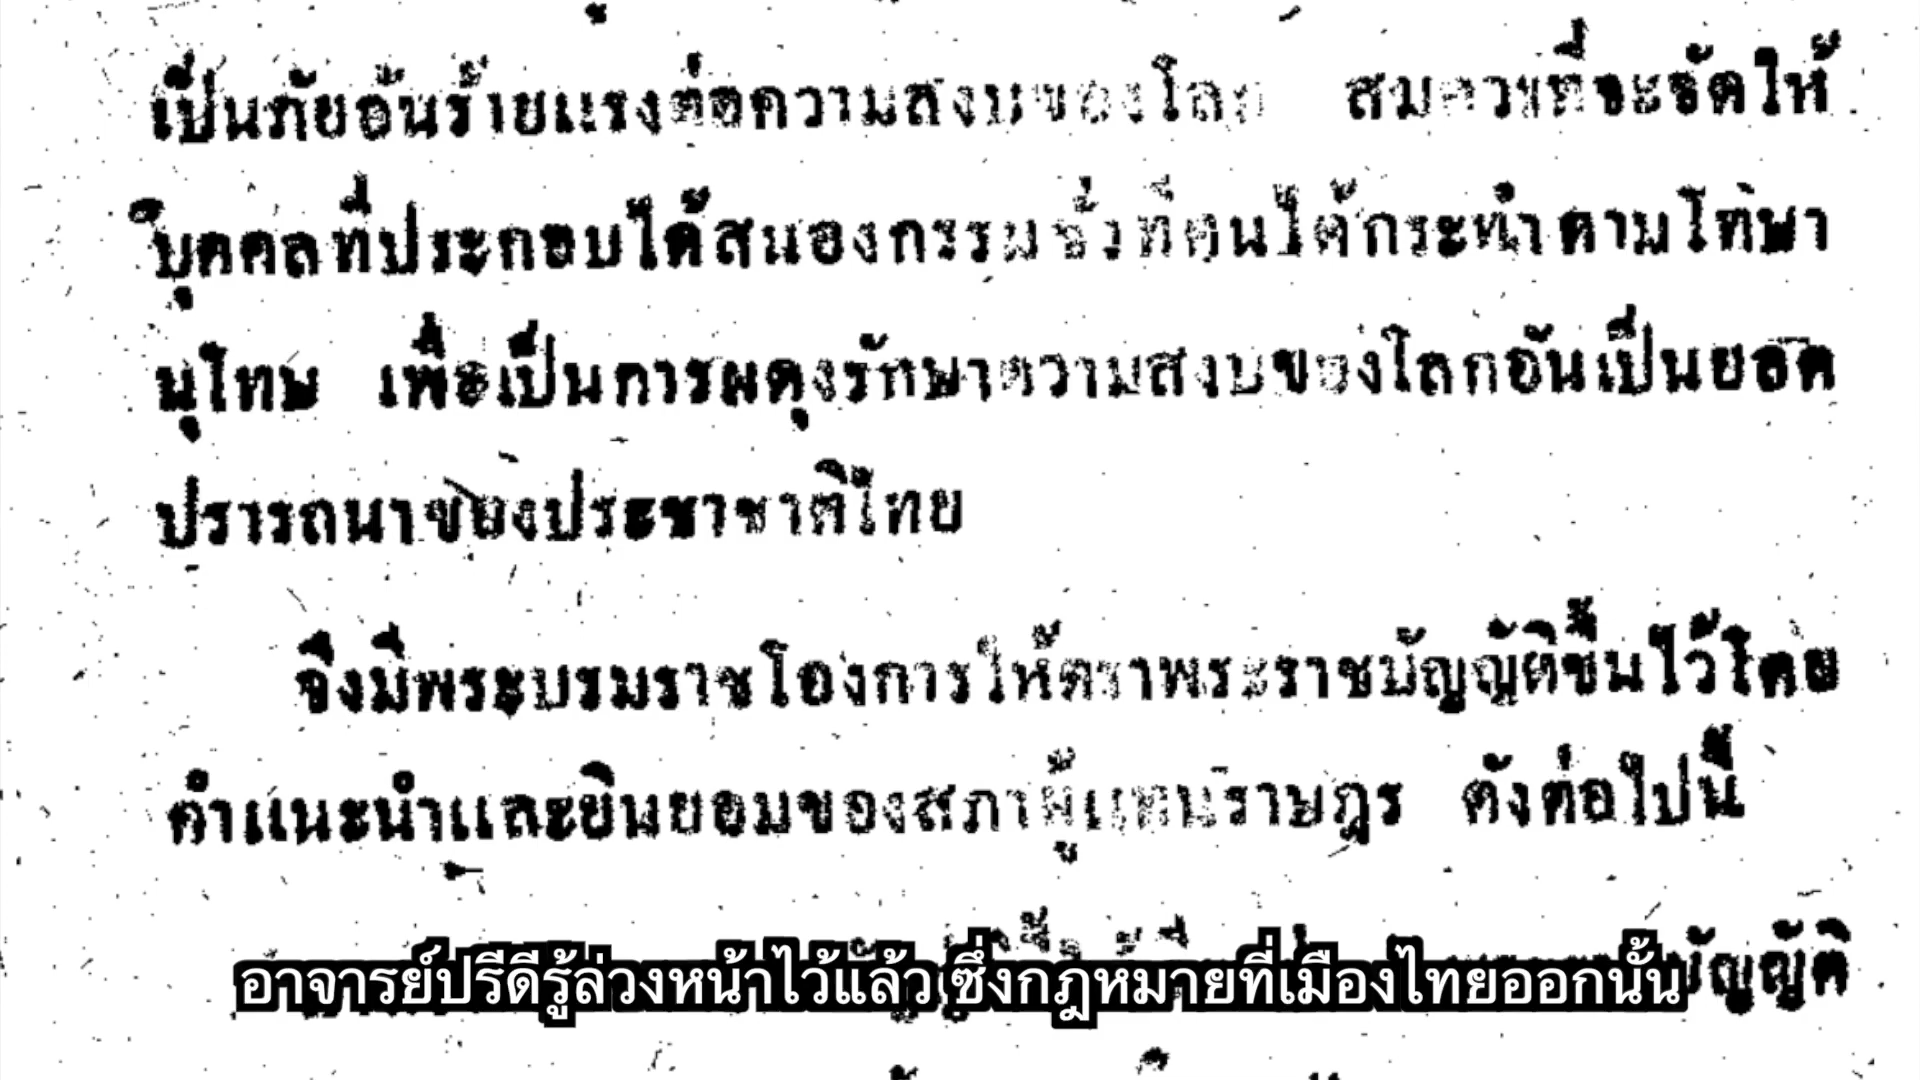 เป็นภัยอันร้ายแรงต่อความสงบของโลก สมควรที่จะจัดให้
บุคคลที่ประกอบได้สนองกรรมชั่วที่ตนได้กระทำตามโทษา
นุโทษ เพื่อเป็นการผดุงรักษาความสงบของโลกอันเป็นยอด
ปรารถนาของประชาชาติไทย
จึงมีพระบรมราชโองการให้ตราพระราชบัญญัติขึ้นไว้โดย
คำแนะนำและยินยอมของสภาผู้แทนราษฎร ดังต่อไปนี้
บัญญัติ
อาจารย์ปรีดีรู้ล่วงหน้าไว้แล้ว ซึ่งกฎหมายที่เมืองไทยออกนั้น